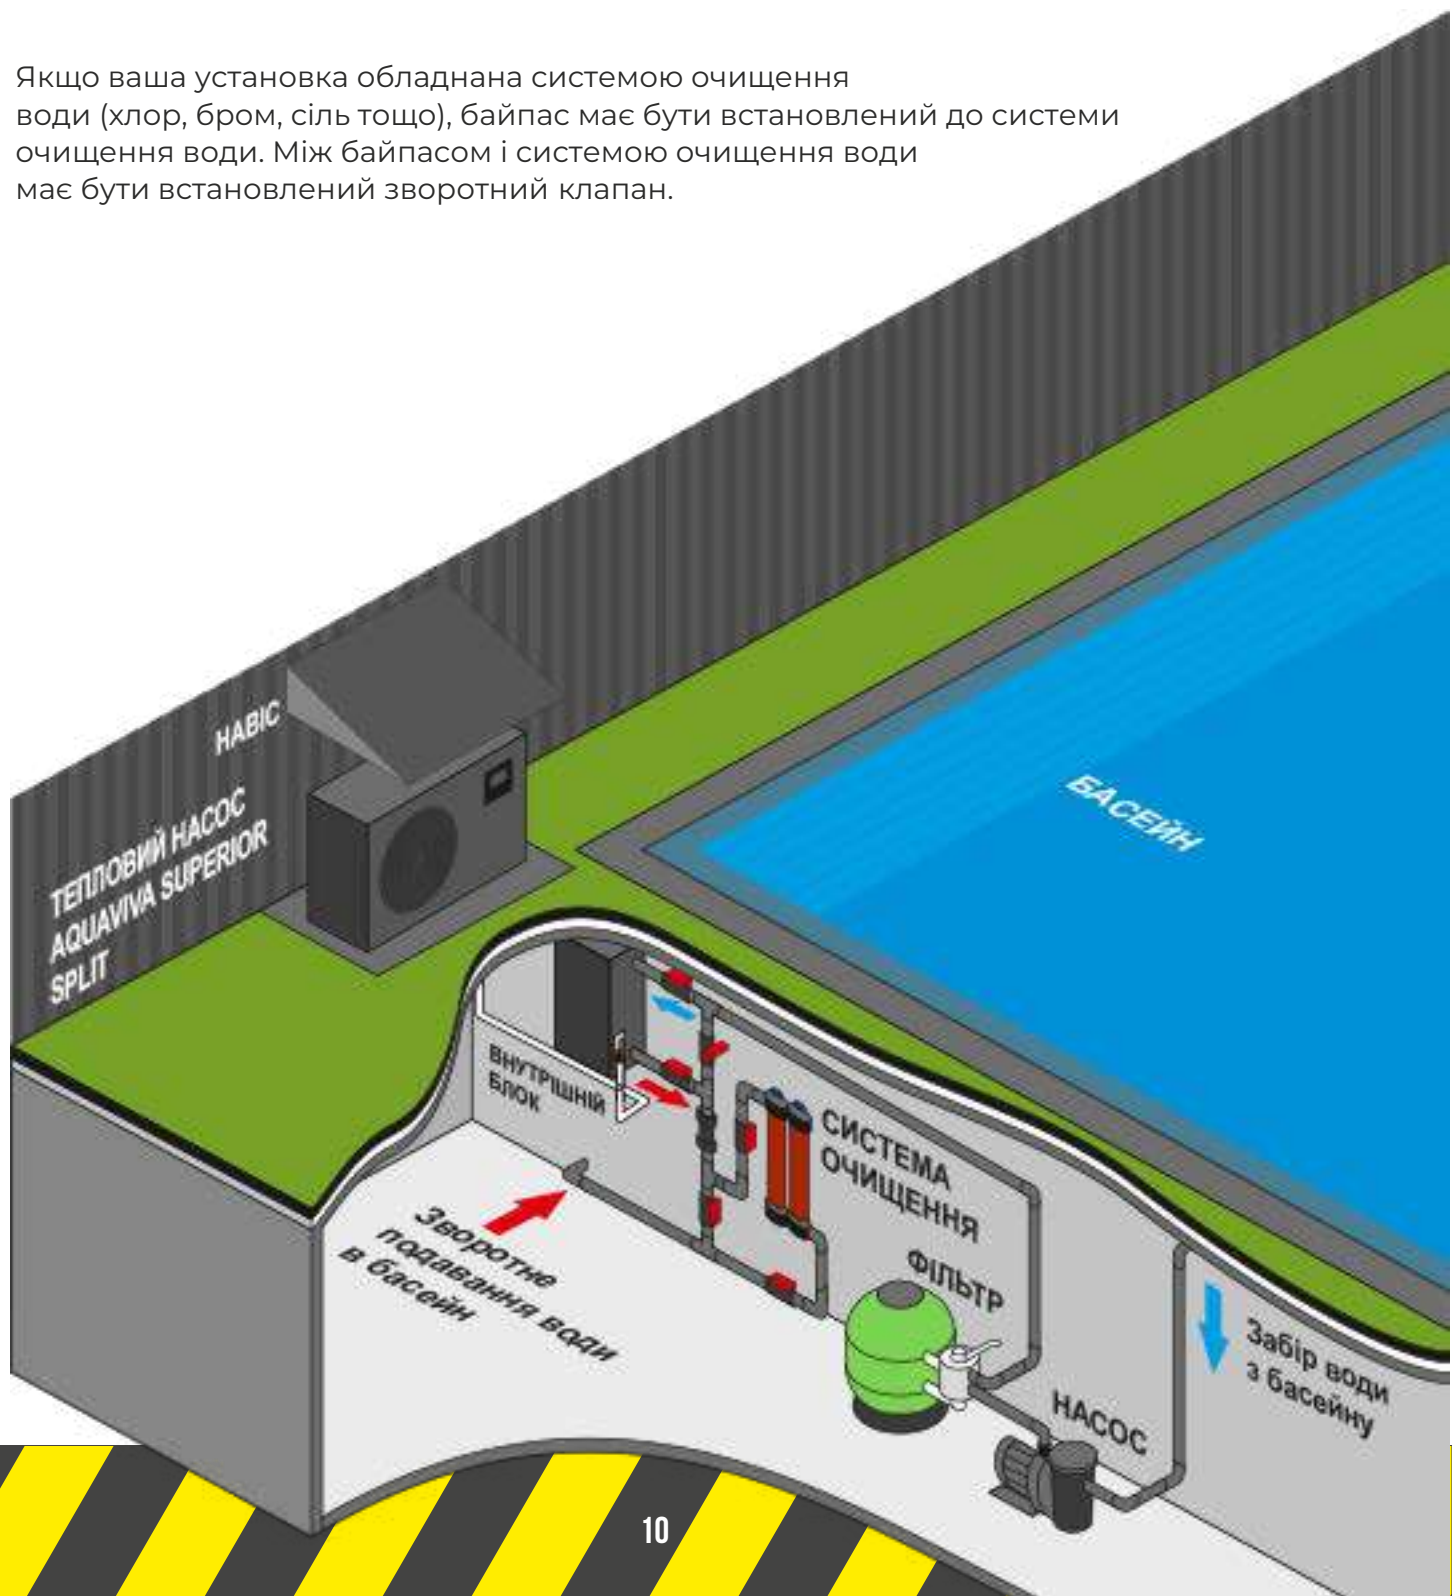 Якщо ваша установка обладнана системою очищення
води (хлор, бром, сіль тощо), байпас має бути встановлений до системи
очищення води. Між байпасом і системою очищення води
має бути встановлений зворотний клапан.
НАВІС
ТЕПЛОВИЙ НАСОС
AQUAVIVA SUPERIOR
SPLIT
БАСЕЙН
ВНУТРІШНІЙ
БЛОК
СИСТЕМА
ОЧИЩЕННЯ
Зворотне
подавання води
в басейн
ФІЛЬТР
Забір води
з басейну
НАСОС
10